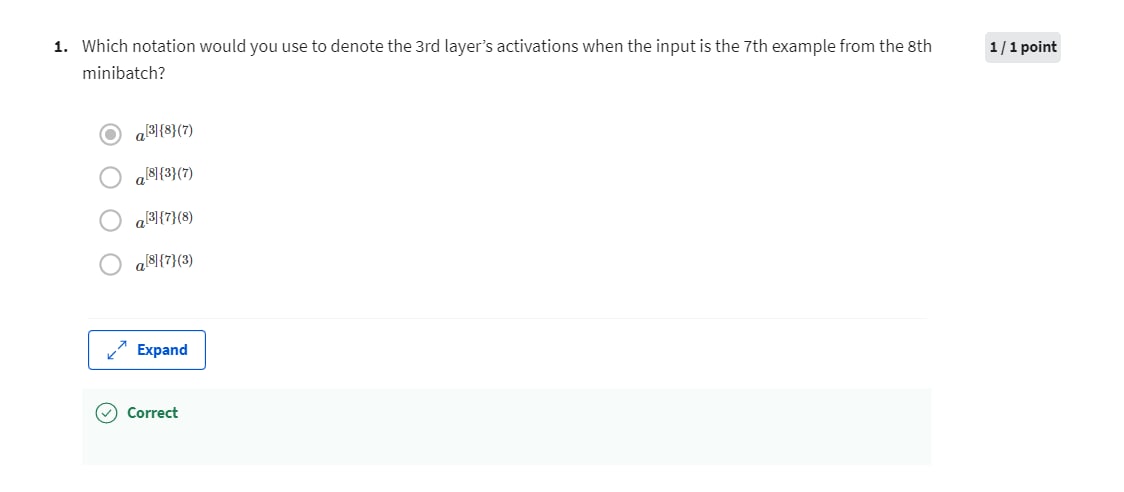 1. Which notation would you use to denote the 3rd layer's activations when the input is the 7th example from the 8th
minibatch?
1 / 1 point
a^[3]{8}(7)
a^[8]{3}(7)
a^[3]{7}(8)
a^[8]{7}(3)
Expand
Correct